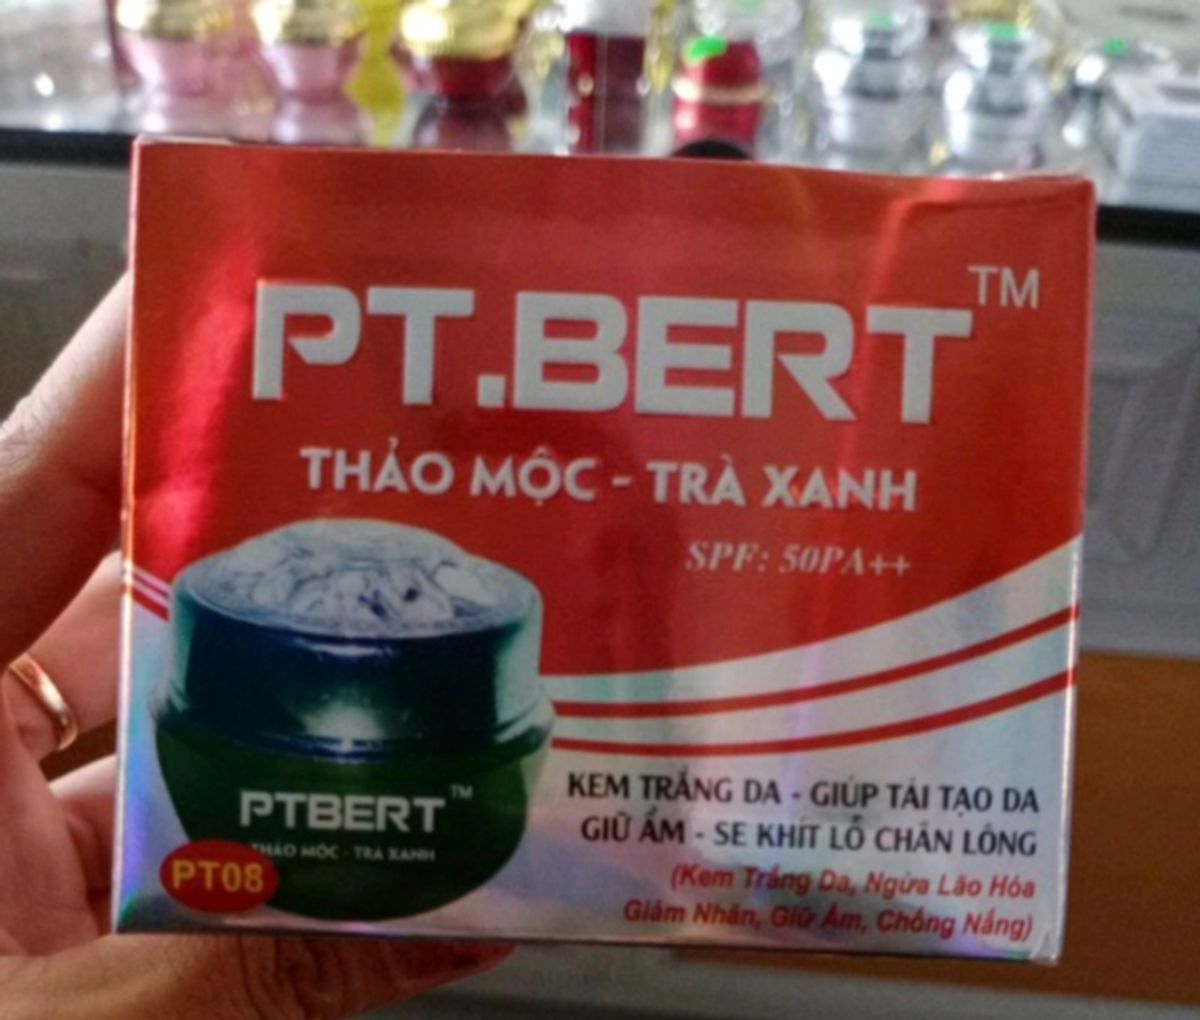 PT.BERT™
THẢO MỘC - TRÀ XANH
SPF: 50PA++
PTBERT™
THẢO MỘC - TRÀ XANH
PT08
KEM TRẮNG DA - GIÚP TÁI TẠO DA
GIỮ ẨM - SE KHÍT LỖ CHÂN LÔNG
(Kem Trắng Da, Ngừa Lão Hóa
Giảm Nhăn, Giữ Ẩm, Chống Nắng)